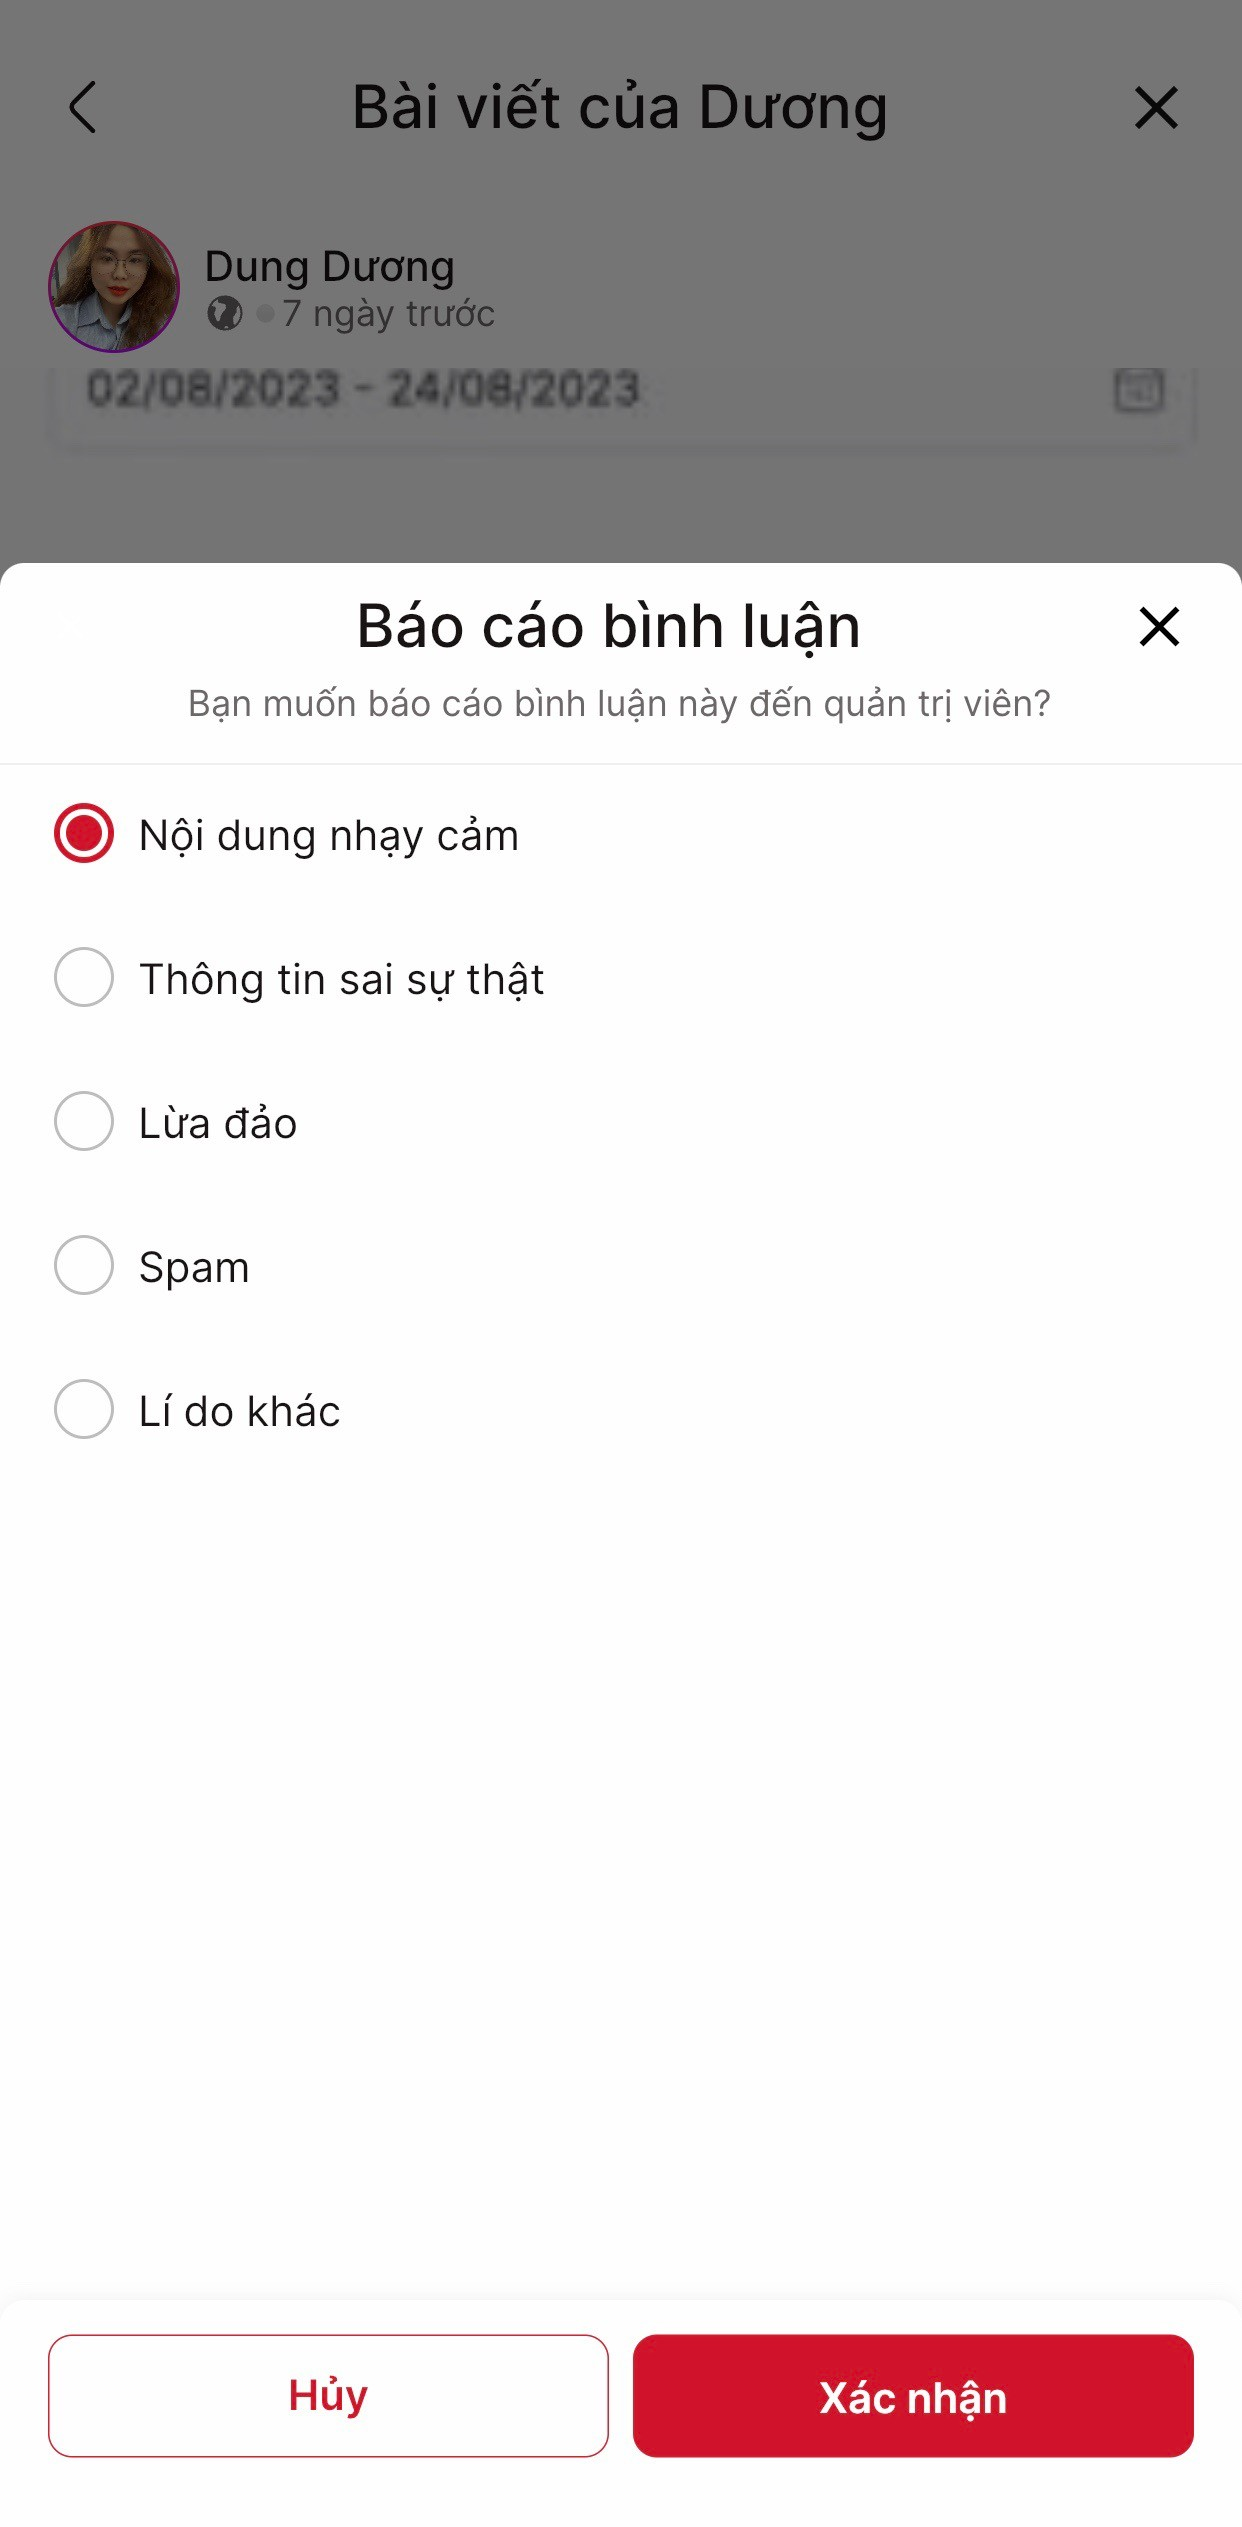 Bài viết của Dương
Dung Dương
7 ngày trước
02/08/2023 - 24/08/2023
Báo cáo bình luận
Bạn muốn báo cáo bình luận này đến quản trị viên?
Nội dung nhạy cảm
Thông tin sai sự thật
Lừa đảo
Spam
Lí do khác
Hủy
Xác nhận